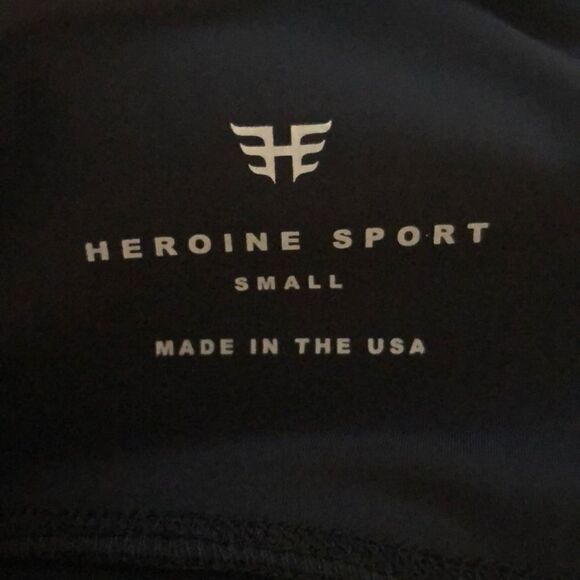 HEROINE SPORT
SMALL
MADE IN THE USA